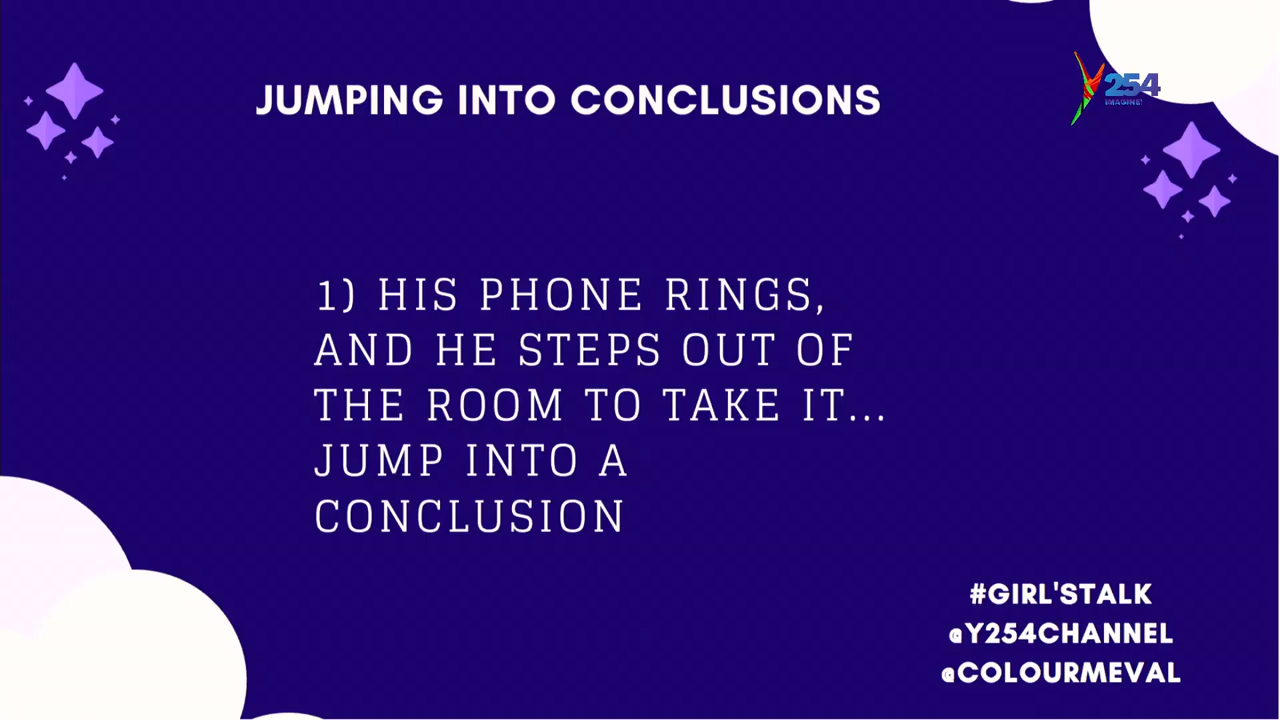 JUMPING INTO CONCLUSIONS
254
IMAGINE!
1) HIS PHONE RINGS,
AND HE STEPS OUT OF
THE ROOM TO TAKE IT...
JUMP INTO A
CONCLUSION
#GIRL'STALK
@Y254CHANNEL
@COLOURMEVAL